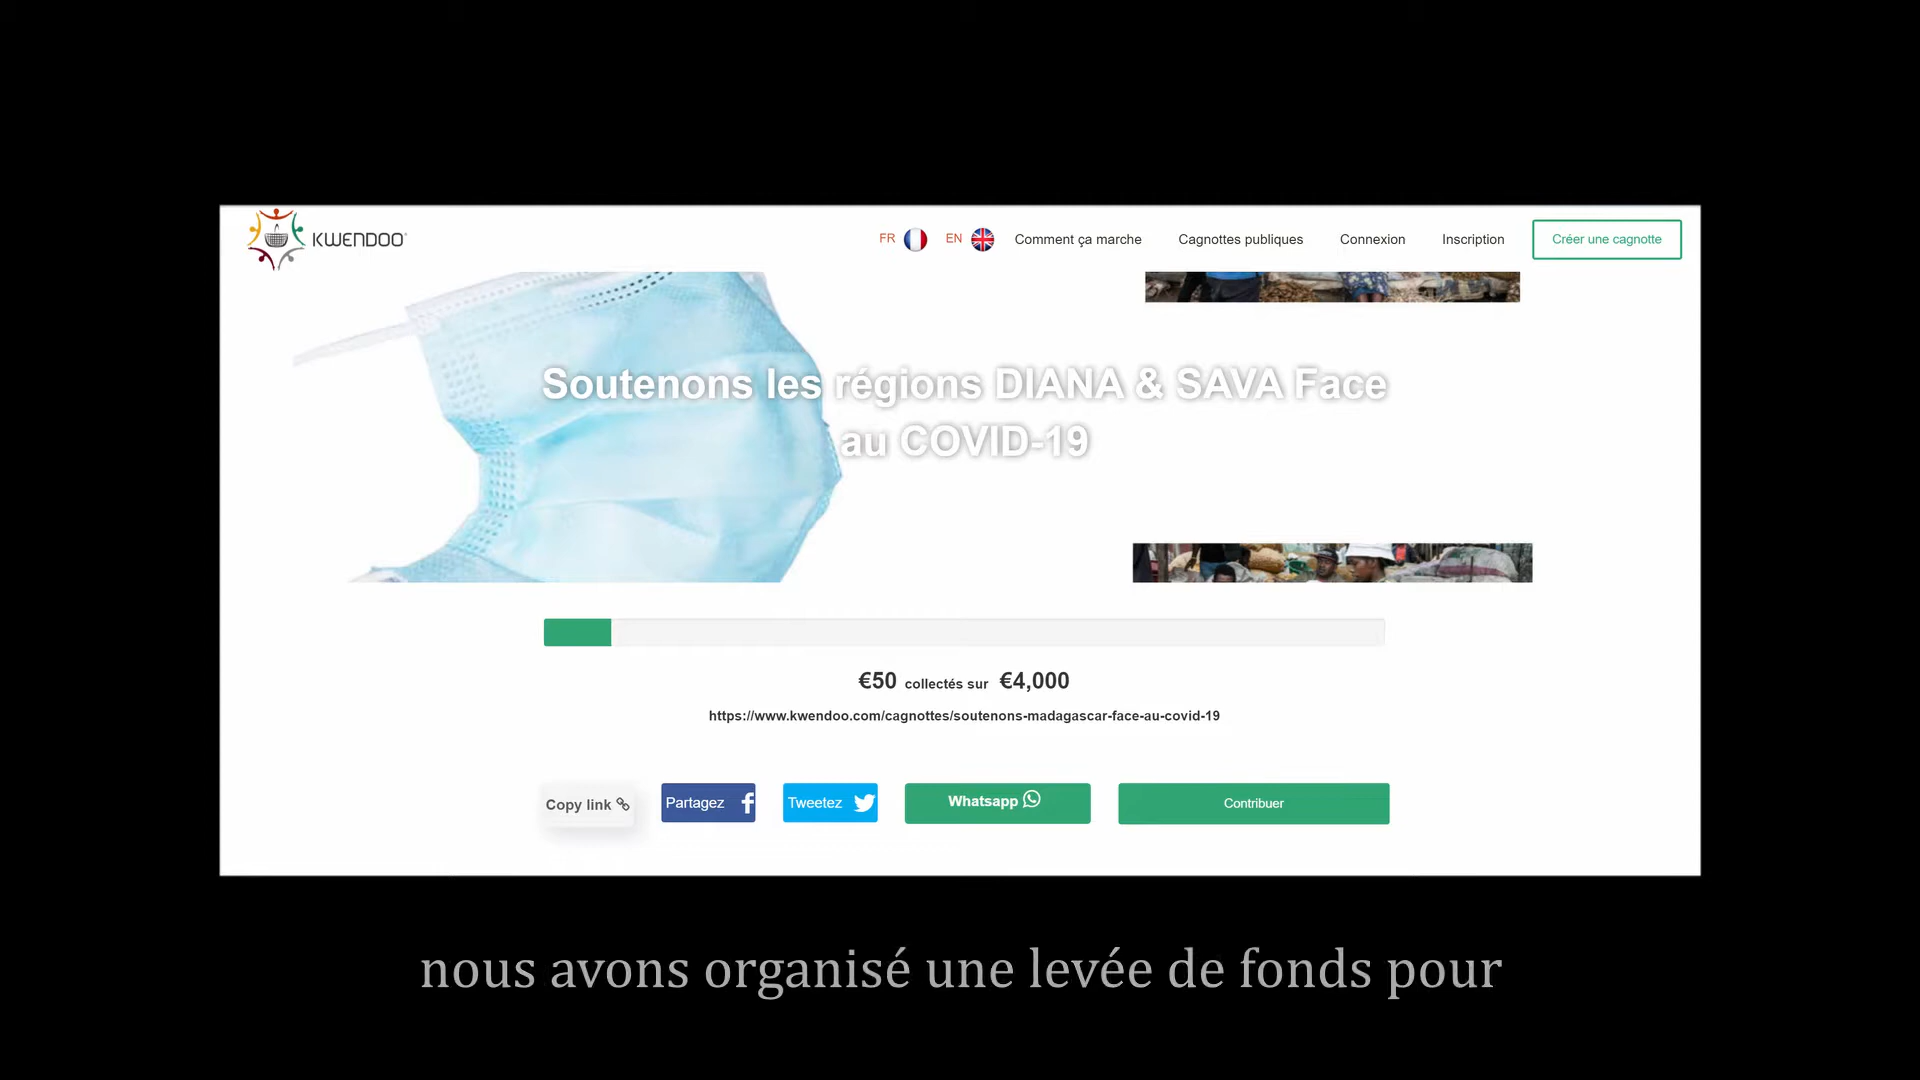 KWENDOO
FR EN Comment ça marche Cagnottes publiques Connexion Inscription Créer une cagnotte
Soutenons les régions DIANA & SAVA Face
au COVID-19
€50 collectés sur €4,000
https://www.kwendoo.com/cagnottes/soutenons-madagascar-face-au-covid-19
Copy link Partagez Tweetez Whatsapp Contribuer
nous avons organisé une levée de fonds pour